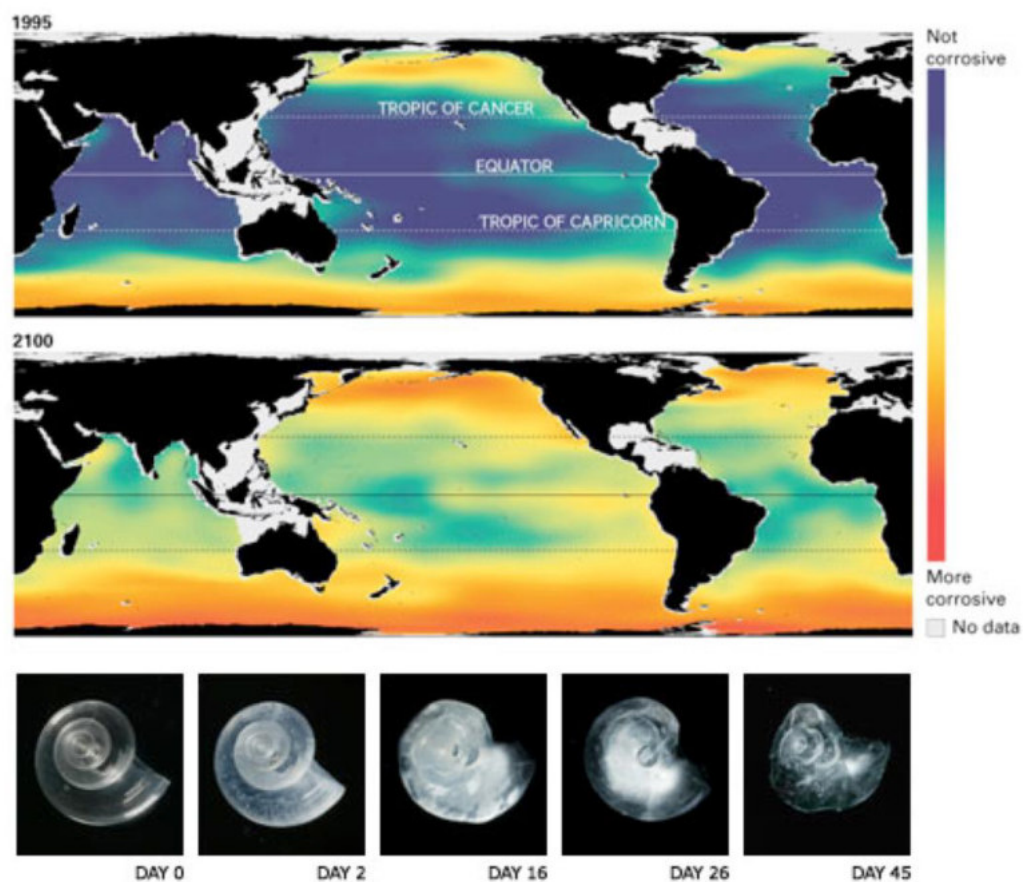 1995
Not
corrosive
TROPIC OF CANCER
EQUATOR
TROPIC OF CAPRICORN
2100
More
corrosive
No data
DAY 0
DAY 2
DAY 16
DAY 26
DAY 45